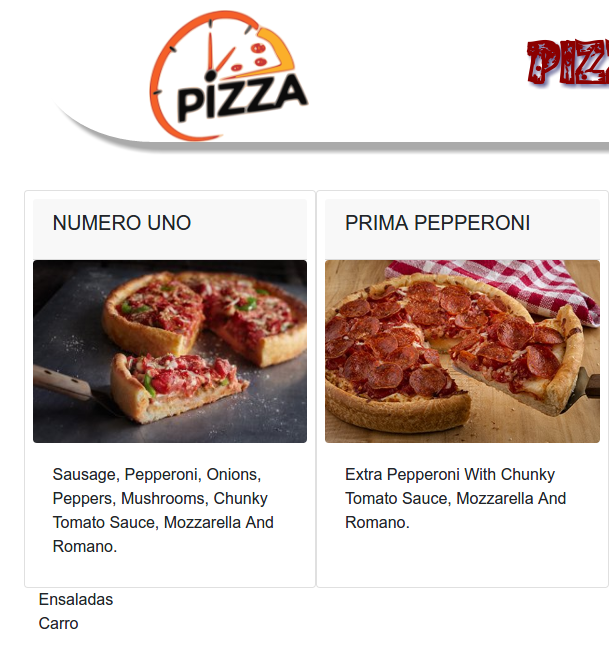 PIZZA
NUMERO UNO
PRIMA PEPPERONI
Sausage, Pepperoni, Onions,
Peppers, Mushrooms, Chunky
Tomato Sauce, Mozzarella And
Romano.
Extra Pepperoni With Chunky
Tomato Sauce, Mozzarella And
Romano.
Ensaladas
Carro